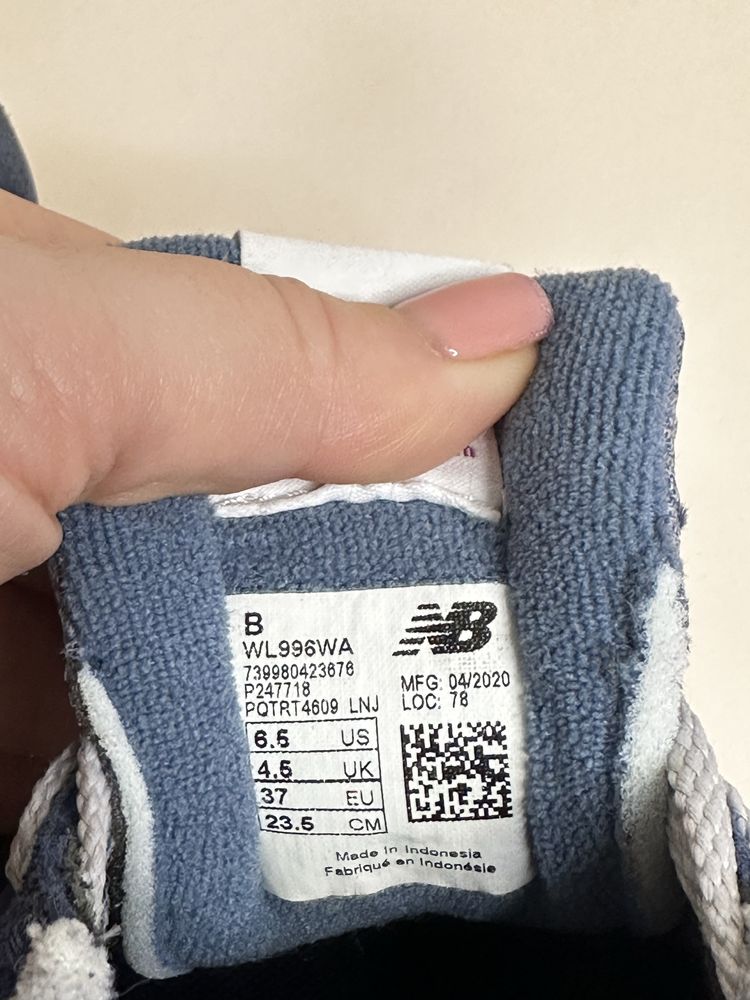 B
WL996WA
739980423676
P247718
PQTRT4609 LNJ
NB
MFG: 04/2020
LOC: 78
6.5 US
4.5 UK
37 EU
23.5 CM
Made in Indonesia
Fabriqué en Indonésie